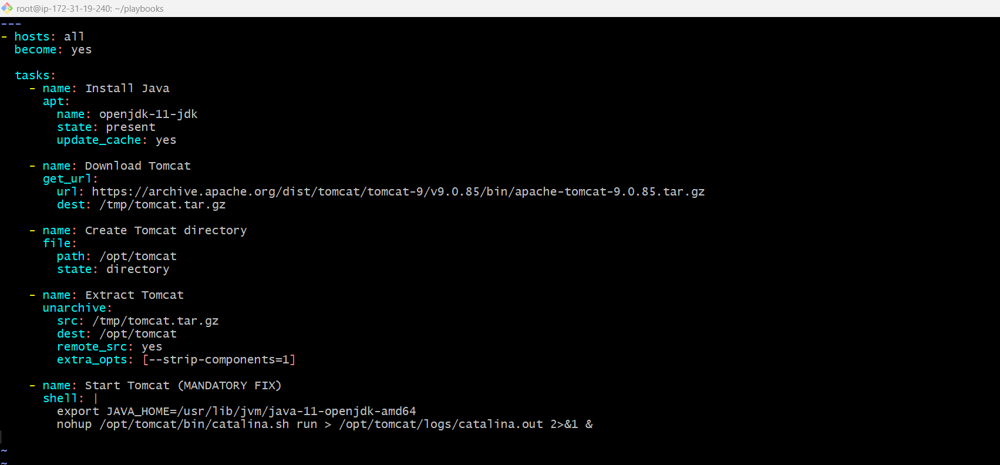 root@ip-172-31-19-240: ~/playbooks
---
- hosts: all
  become: yes

  tasks:
    - name: Install Java
      apt:
        name: openjdk-11-jdk
        state: present
        update_cache: yes

    - name: Download Tomcat
      get_url:
        url: https://archive.apache.org/dist/tomcat/tomcat-9/v9.0.85/bin/apache-tomcat-9.0.85.tar.gz
        dest: /tmp/tomcat.tar.gz

    - name: Create Tomcat directory
      file:
        path: /opt/tomcat
        state: directory

    - name: Extract Tomcat
      unarchive:
        src: /tmp/tomcat.tar.gz
        dest: /opt/tomcat
        remote_src: yes
        extra_opts: [--strip-components=1]

    - name: Start Tomcat (MANDATORY FIX)
      shell: |
        export JAVA_HOME=/usr/lib/jvm/java-11-openjdk-amd64
        nohup /opt/tomcat/bin/catalina.sh run > /opt/tomcat/logs/catalina.out 2>&1 &

~
~